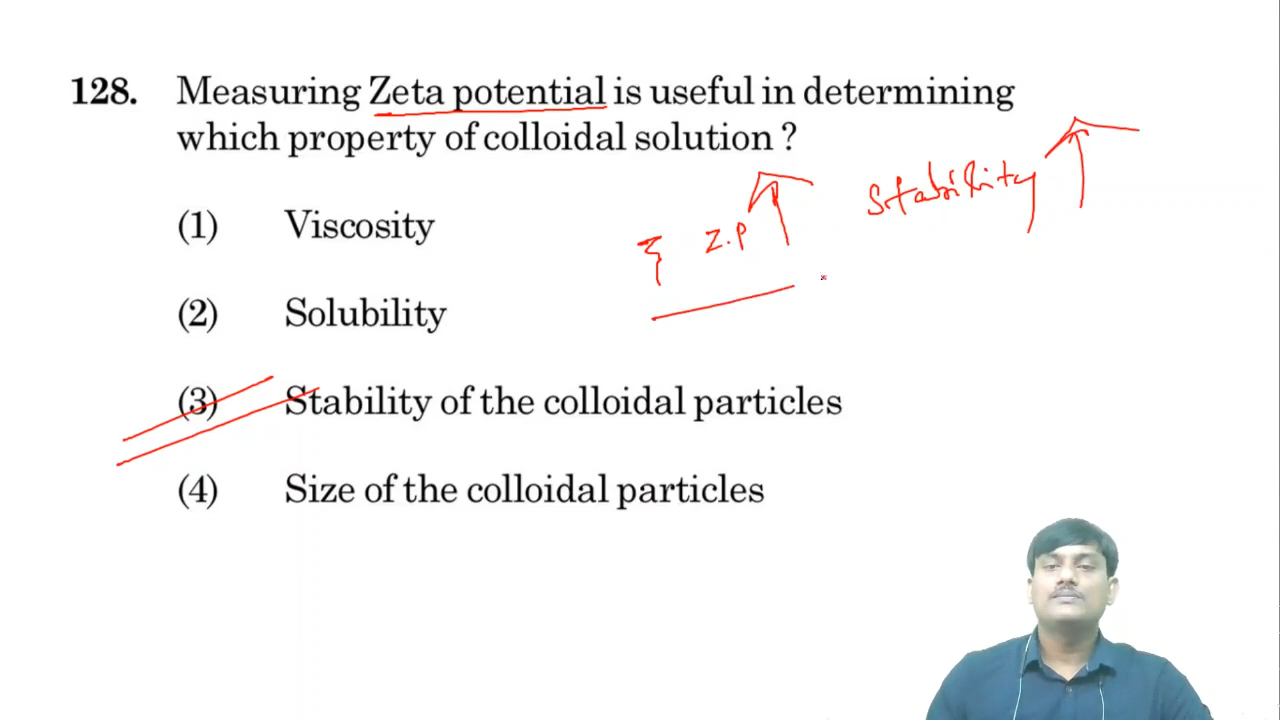 128. Measuring Zeta potential is useful in determining
which property of colloidal solution ?
Stability
(1) Viscosity
Z.P
(2) Solubility
(3) Stability of the colloidal particles
(4) Size of the colloidal particles